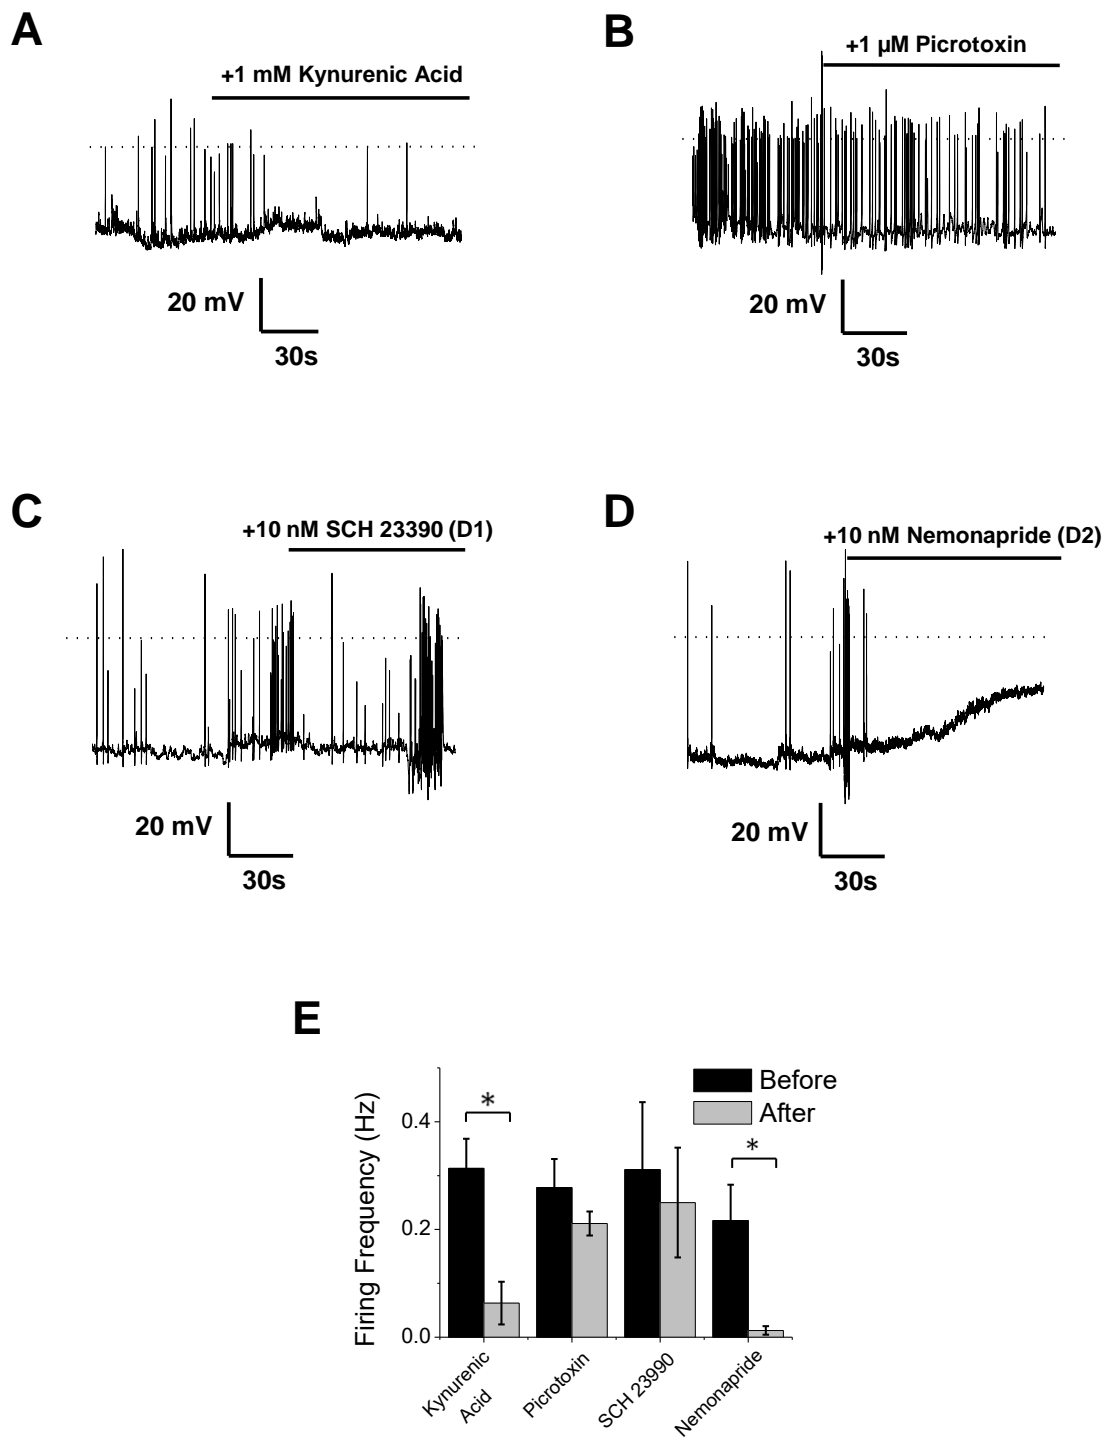 A
+1 mM Kynurenic Acid
20 mV
30s
B
+1 µM Picrotoxin
20 mV
30s
C
+10 nM SCH 23390 (D1)
20 mV
30s
D
+10 nM Nemonapride (D2)
20 mV
30s
E
Firing Frequency (Hz)
0.4
0.2
0.0
*
*
Before
After
Kynurenic
Acid
Picrotoxin
SCH 23990
Nemonapride